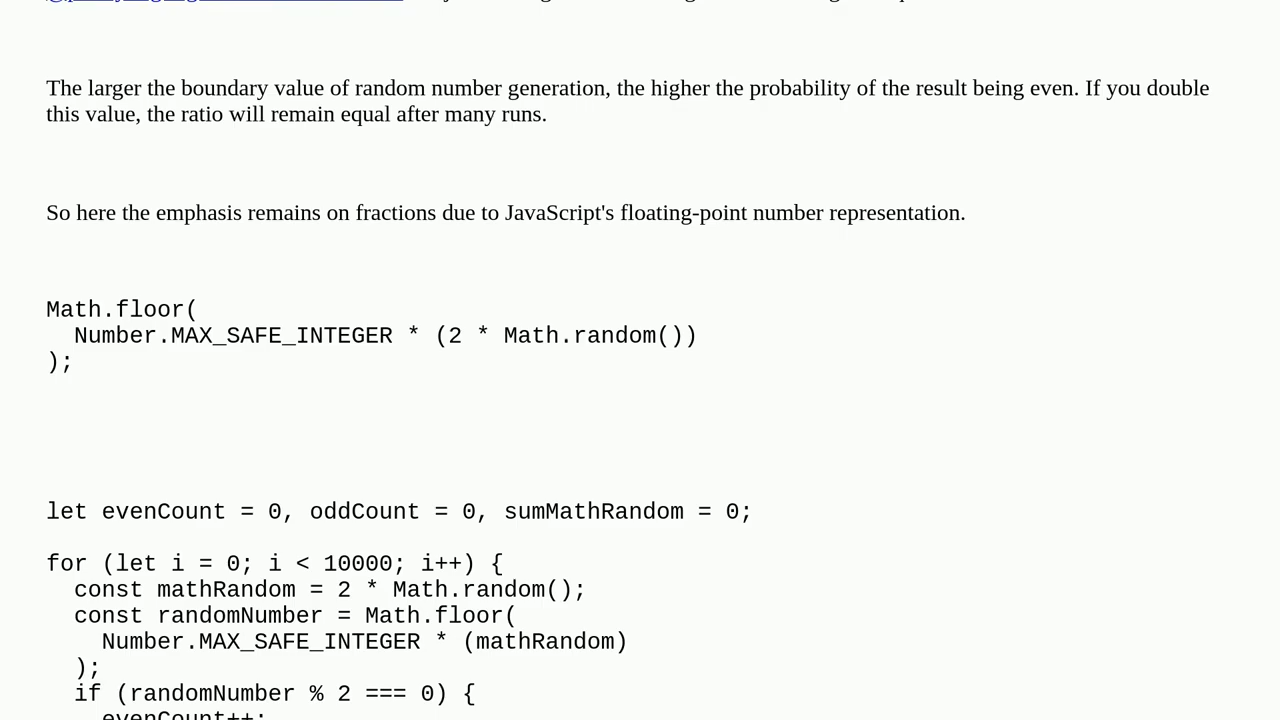 The larger the boundary value of random number generation, the higher the probability of the result being even. If you double
this value, the ratio will remain equal after many runs.
So here the emphasis remains on fractions due to JavaScript's floating-point number representation.
Math.floor(
  Number.MAX_SAFE_INTEGER * (2 * Math.random())
);
let evenCount = 0, oddCount = 0, sumMathRandom = 0;
for (let i = 0; i < 10000; i++) {
  const mathRandom = 2 * Math.random();
  const randomNumber = Math.floor(
    Number.MAX_SAFE_INTEGER * (mathRandom)
  );
  if (randomNumber % 2 === 0) {
    evenCount++;